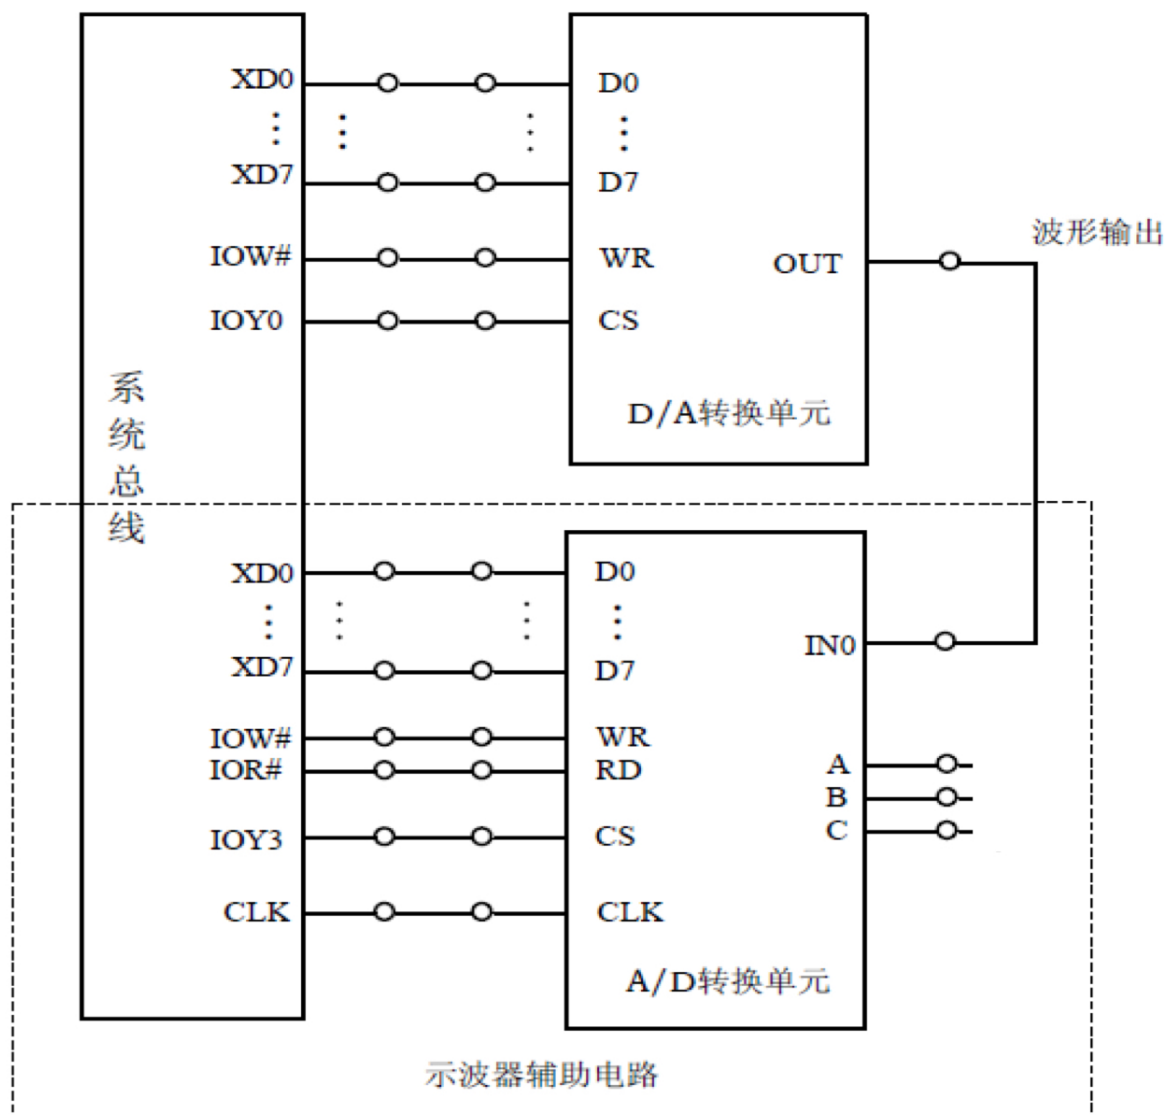 XD0
D0
XD7
D7
IOW#
WR
OUT
波形输出
IOY0
CS
D/A转换单元
系统总线
XD0
D0
IN0
XD7
D7
IOW#
WR
IOR#
RD
A
B
C
IOY3
CS
CLK
CLK
A/D转换单元
示波器辅助电路